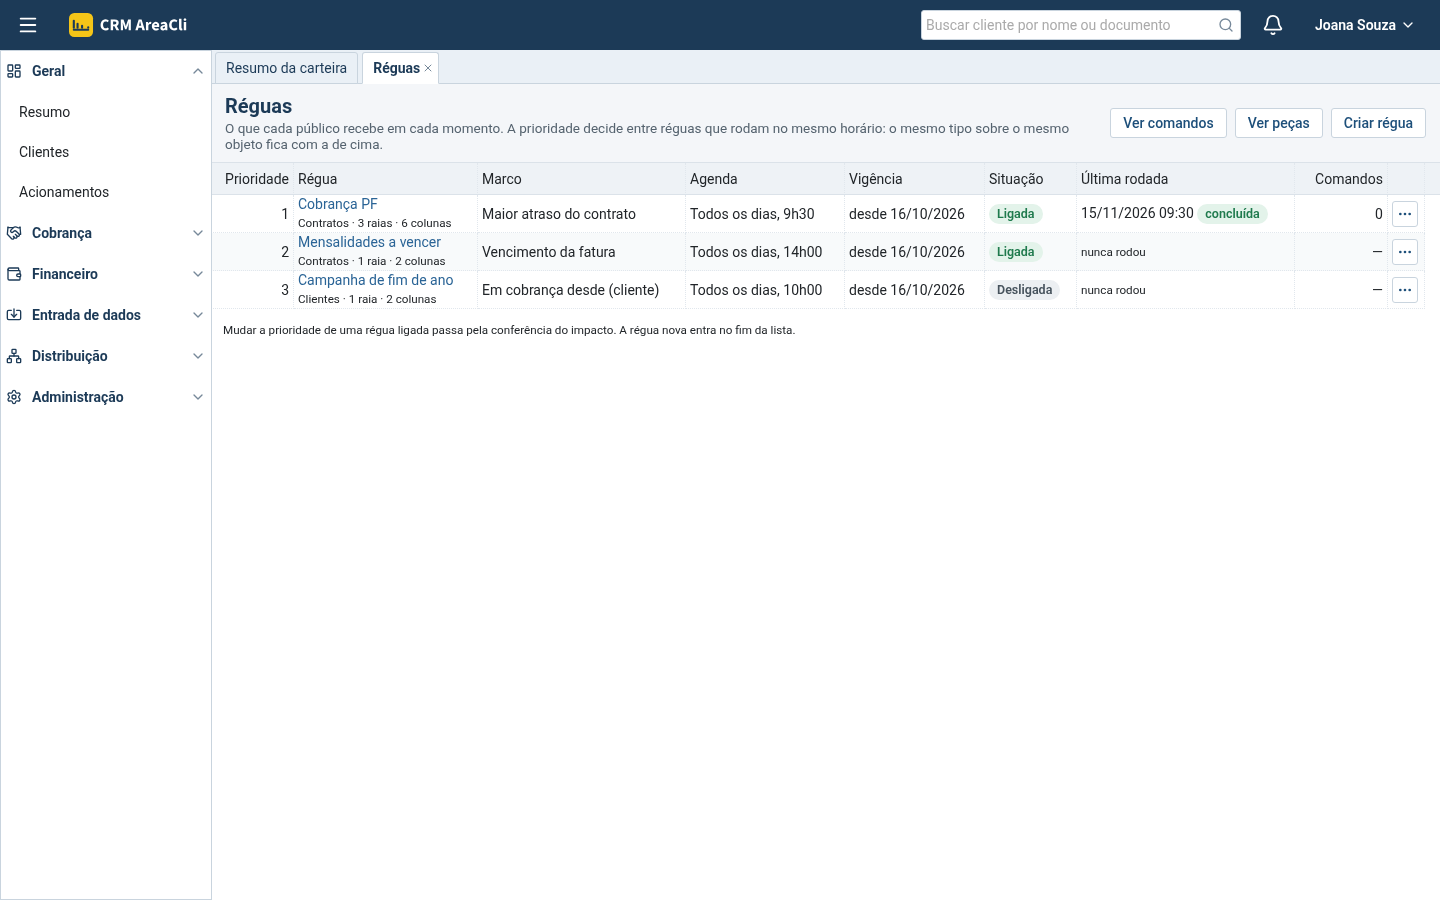 CRM AreaCli
Buscar cliente por nome ou documento
Joana Souza
Geral
Resumo
Clientes
Acionamentos
Cobrança
Financeiro
Entrada de dados
Distribuição
Administração
Resumo da carteira
Réguas
Réguas
O que cada público recebe em cada momento. A prioridade decide entre réguas que rodam no mesmo horário: o mesmo tipo sobre o mesmo
objeto fica com a de cima.
Ver comandos
Ver peças
Criar régua
Prioridade Régua Marco Agenda Vigência Situação Última rodada Comandos
1 Cobrança PF Maior atraso do contrato Todos os dias, 9h30 desde 16/10/2026 Ligada 15/11/2026 09:30 concluída 0
Contratos · 3 raias · 6 colunas
2 Mensalidades a vencer Vencimento da fatura Todos os dias, 14h00 desde 16/10/2026 Ligada nunca rodou —
Contratos · 1 raia · 2 colunas
3 Campanha de fim de ano Em cobrança desde (cliente) Todos os dias, 10h00 desde 16/10/2026 Desligada nunca rodou —
Clientes · 1 raia · 2 colunas
Mudar a prioridade de uma régua ligada passa pela conferência do impacto. A régua nova entra no fim da lista.